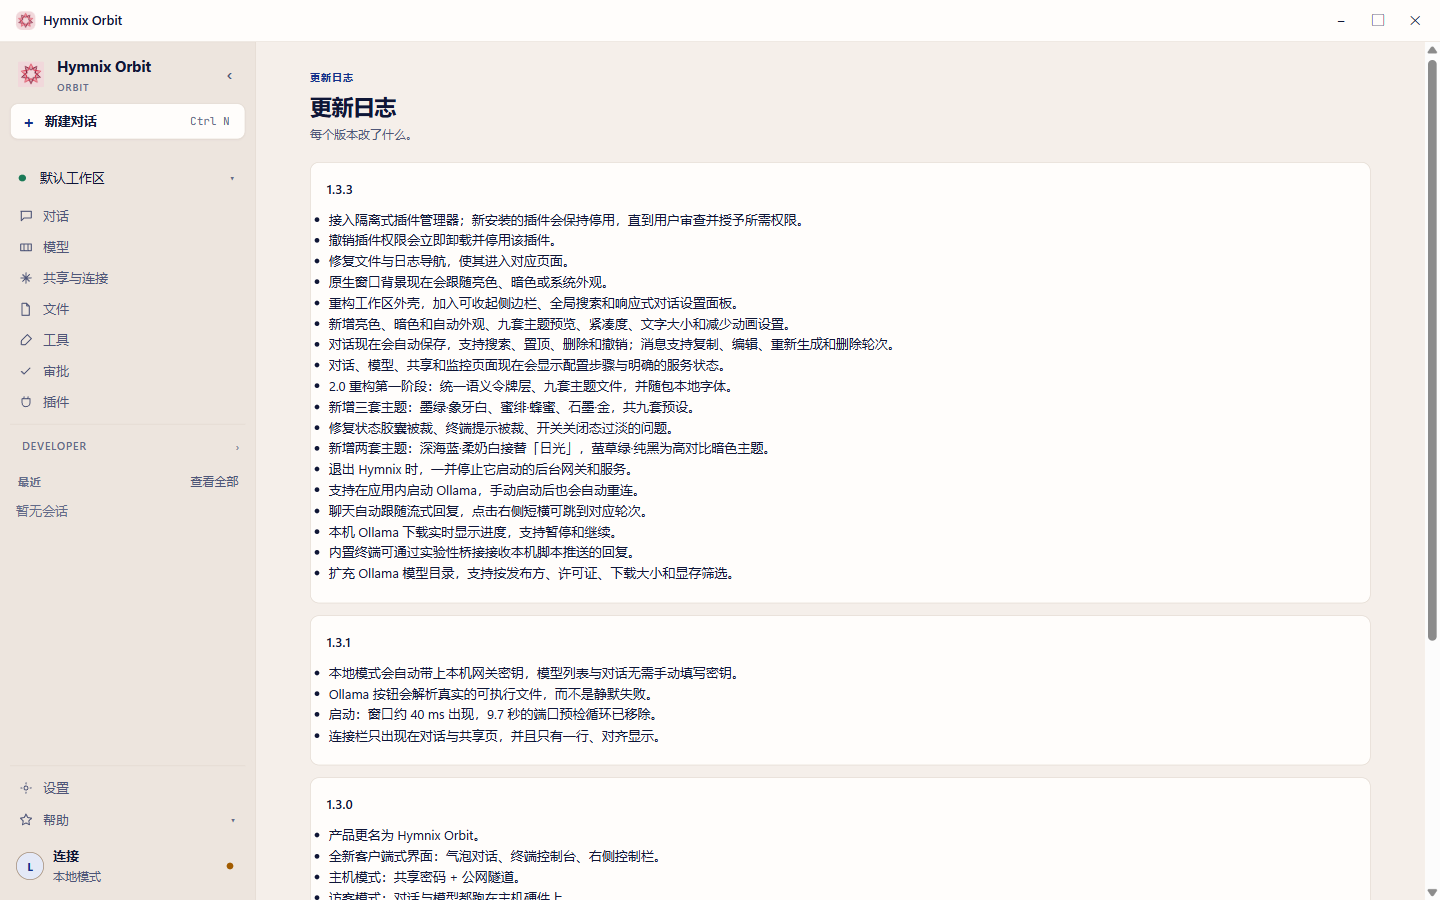 Hymnix Orbit
Hymnix Orbit
ORBIT
+ 新建对话 Ctrl N
默认工作区
对话
模型
共享与连接
文件
工具
审批
插件
DEVELOPER
最近 查看全部
暂无会话
设置
帮助
L
连接
本地模式
更新日志
更新日志
每个版本改了什么。
1.3.3
• 接入隔离式插件管理器；新安装的插件会保持停用，直到用户审查并授予所需权限。
• 撤销插件权限会立即卸载并停用该插件。
• 修复文件与日志导航，使其进入对应页面。
• 原生窗口背景现在会跟随亮色、暗色或系统外观。
• 重构工作区外壳，加入可收起侧边栏、全局搜索和响应式对话设置面板。
• 新增亮色、暗色和自动外观、九套主题预览、紧凑度、文字大小和减少动画设置。
• 对话现在会自动保存，支持搜索、置顶、删除和撤销；消息支持复制、编辑、重新生成和删除轮次。
• 对话、模型、共享和监控页面现在会显示配置步骤与明确的服务状态。
• 2.0 重构第一阶段：统一语义令牌层、九套主题文件，并随包本地字体。
• 新增三套主题：墨绿·象牙白、蜜绯·蜂蜜、石墨·金，共九套预设。
• 修复状态胶囊被裁、终端提示被裁、开关关闭态过淡的问题。
• 新增两套主题：深海蓝·柔奶白接替「日光」，萤草绿·纯黑为高对比暗色主题。
• 退出 Hymnix 时，一并停止它启动的后台网关和服务。
• 支持在应用内启动 Ollama，手动启动后也会自动重连。
• 聊天自动跟随流式回复，点击右侧短横可跳到对应轮次。
• 本机 Ollama 下载实时显示进度，支持暂停和继续。
• 内置终端可通过实验性桥接接收本机脚本推送的回复。
• 扩充 Ollama 模型目录，支持按发布方、许可证、下载大小和显存筛选。
1.3.1
• 本地模式会自动带上本机网关密钥，模型列表与对话无需手动填写密钥。
• Ollama 按钮会解析真实的可执行文件，而不是静默失败。
• 启动：窗口约 40 ms 出现，9.7 秒的端口预检循环已移除。
• 连接栏只出现在对话与共享页，并且只有一行、对齐显示。
1.3.0
• 产品更名为 Hymnix Orbit。
• 全新客户端式界面：气泡对话、终端控制台、右侧控制栏。
• 主机模式：共享密码 + 公网隧道。
• 访客模式：对话与模型都跑在主机硬件上